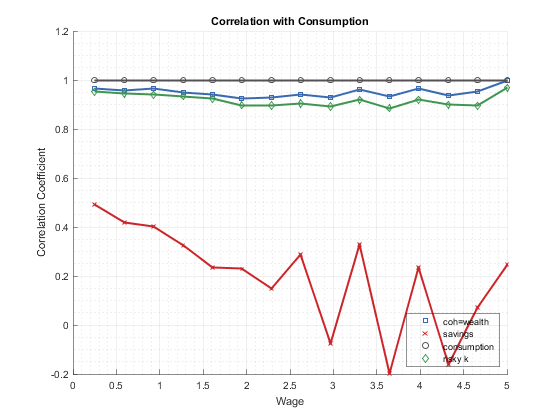 Correlation with Consumption
1.2
1
0.8
0.6
0.4
0.2
0
-0.2
Correlation Coefficient
0 0.5 1 1.5 2 2.5 3 3.5 4 4.5 5
Wage
coh=wealth
savings
consumption
risky k